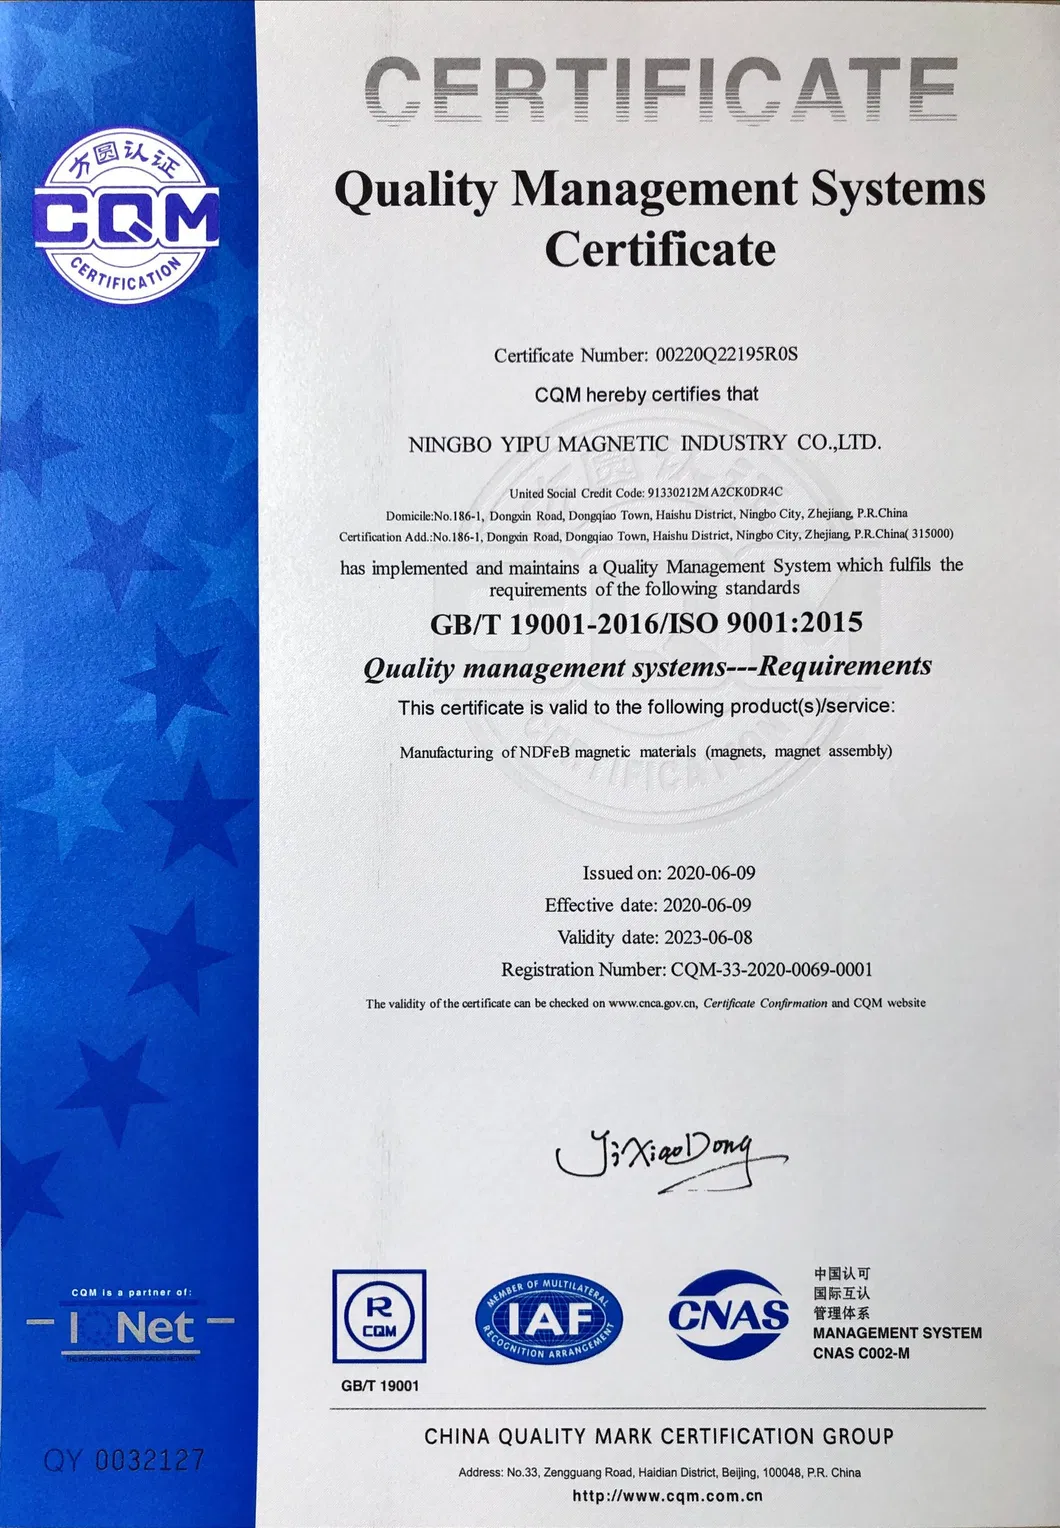 CERTIFICATE
方圆认证
CQM
CERTIFICATION
Quality Management Systems
Certificate
Certificate Number: 00220Q22195R0S
CQM hereby certifies that
NINGBO YIPU MAGNETIC INDUSTRY CO.,LTD.
United Social Credit Code: 91330212MA2CK0DR4C
Domicile:No.186-1, Dongxin Road, Dongqiao Town, Haishu District, Ningbo City, Zhejiang, P.R.China
Certification Add.:No.186-1, Dongxin Road, Dongqiao Town, Haishu District, Ningbo City, Zhejiang, P.R.China( 315000)
has implemented and maintains a Quality Management System which fulfils the
requirements of the following standards
GB/T 19001-2016/ISO 9001:2015
Quality management systems---Requirements
This certificate is valid to the following product(s)/service:
Manufacturing of NDFeB magnetic materials (magnets, magnet assembly)
CERTIFICATION
Issued on: 2020-06-09
Effective date: 2020-06-09
Validity date: 2023-06-08
Registration Number: CQM-33-2020-0069-0001
The validity of the certificate can be checked on www.cnca.gov.cn, Certificate Confirmation and CQM website
JiXiaoDong
CQM is a partner of:
IQNet
THE INTERNATIONAL CERTIFICATION NETWORK
QY 0032127
R
CQM
GB/T 19001
MEMBER OF MULTILATERAL
IAF
RECOGNITION ARRANGEMENT
CNAS
中国认可
国际互认
管理体系
MANAGEMENT SYSTEM
CNAS C002-M
CHINA QUALITY MARK CERTIFICATION GROUP
Address: No.33, Zengguang Road, Haidian District, Beijing, 100048, P.R. China
http://www.cqm.com.cn